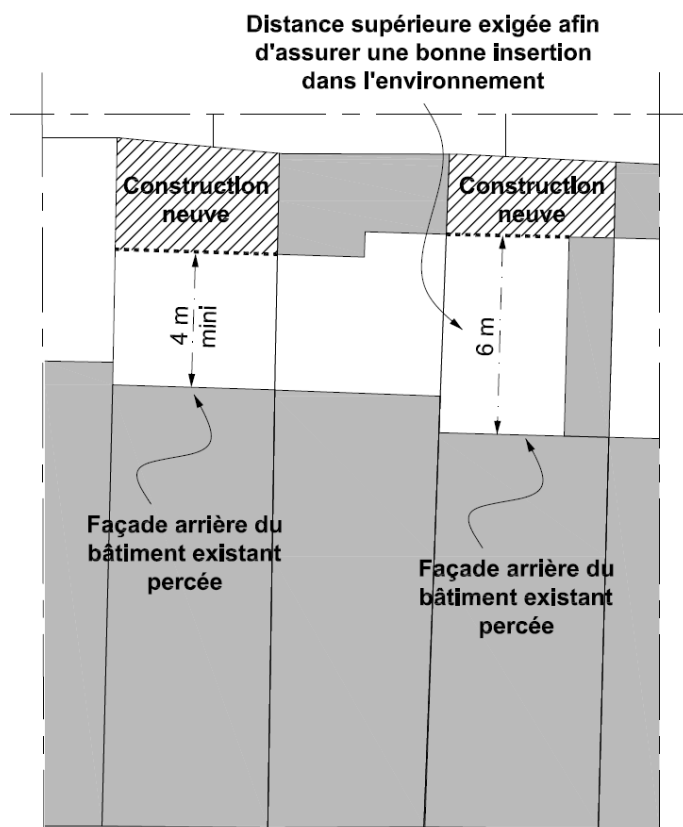 Distance supérieure exigée afin
d'assurer une bonne insertion
dans l'environnement
Construction
neuve
Construction
neuve
4 m
mini
6 m
Façade arrière du
bâtiment existant
percée
Façade arrière du
bâtiment existant
percée